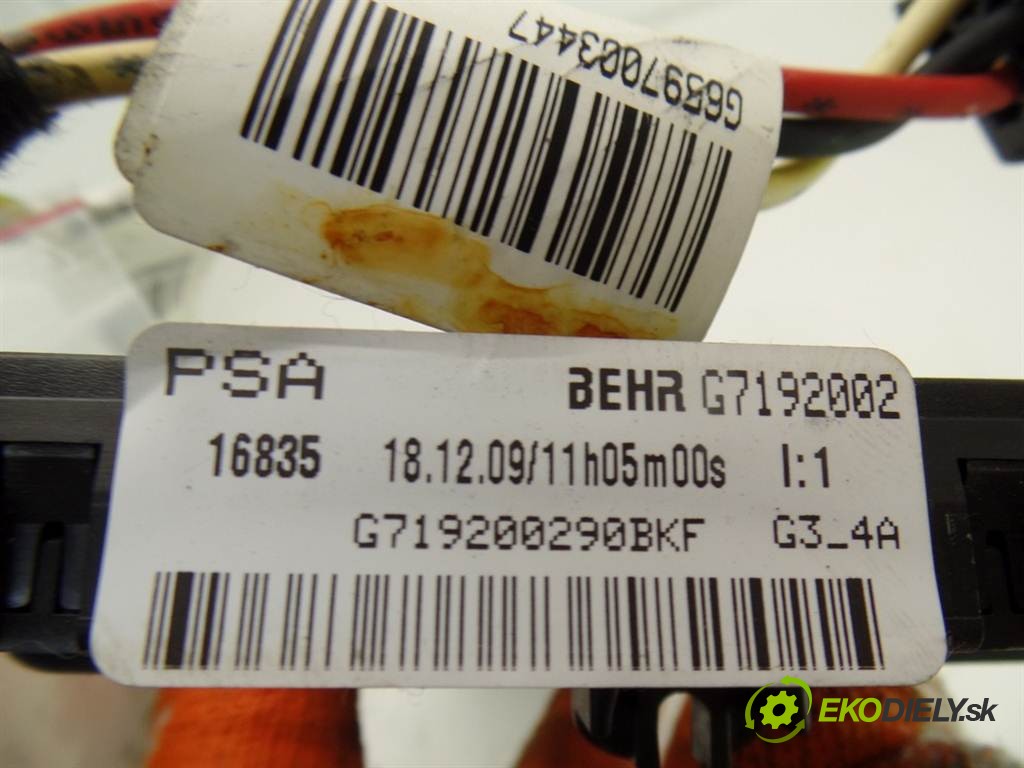 G6597003447
PSA BEHR G7192002
16835 18.12.09/11h05m00s I:1
G719200290BKF G3_4A
EKODIELY.sk